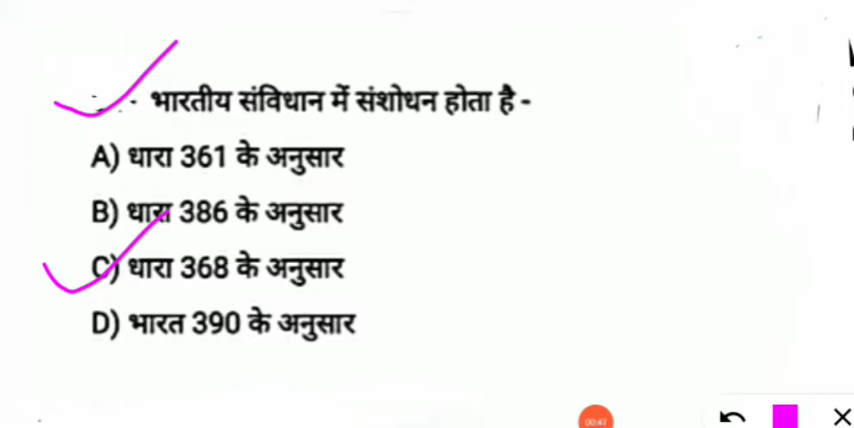 भारतीय संविधान में संशोधन होता है -
A) धारा 361 के अनुसार
B) धारा 386 के अनुसार
C) धारा 368 के अनुसार
D) भारत 390 के अनुसार